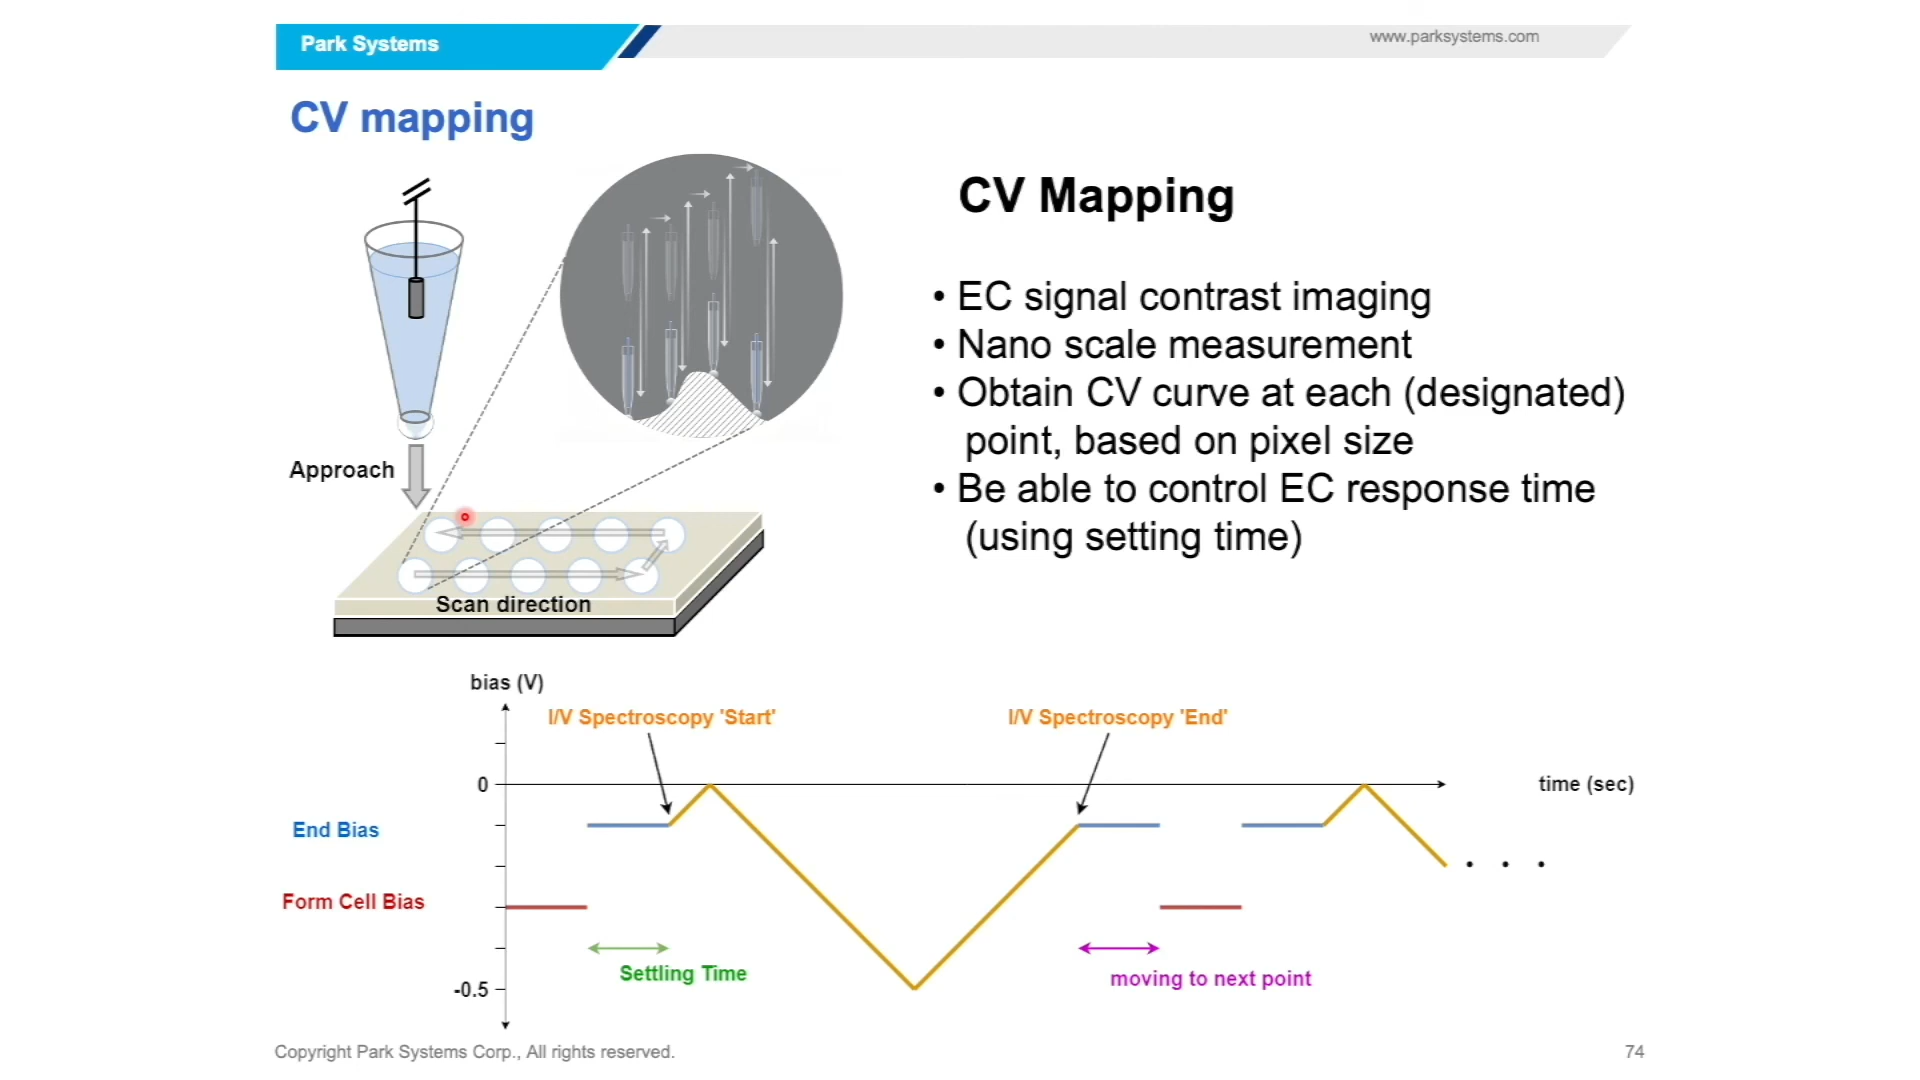 Park Systems
www.parksystems.com
CV mapping
CV Mapping
• EC signal contrast imaging
• Nano scale measurement
• Obtain CV curve at each (designated)
point, based on pixel size
• Be able to control EC response time
(using setting time)
Approach
Scan direction
bias (V)
I/V Spectroscopy 'Start'
I/V Spectroscopy 'End'
0
time (sec)
End Bias
Form Cell Bias
Settling Time
moving to next point
-0.5
Copyright Park Systems Corp., All rights reserved.
74